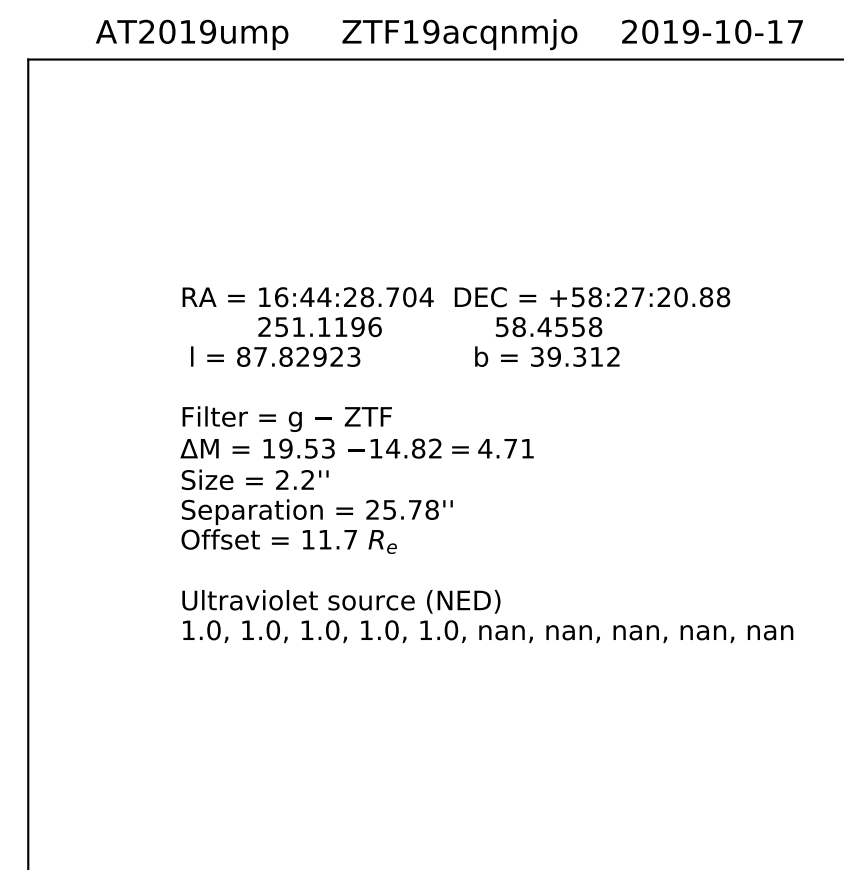 AT2019ump ZTF19acqnmjo 2019-10-17
RA = 16:44:28.704 DEC = +58:27:20.88
251.1196 58.4558
l = 87.82923 b = 39.312
Filter = g − ZTF
ΔM = 19.53 −14.82 = 4.71
Size = 2.2''
Separation = 25.78''
Offset = 11.7 Rₑ
Ultraviolet source (NED)
1.0, 1.0, 1.0, 1.0, 1.0, nan, nan, nan, nan, nan